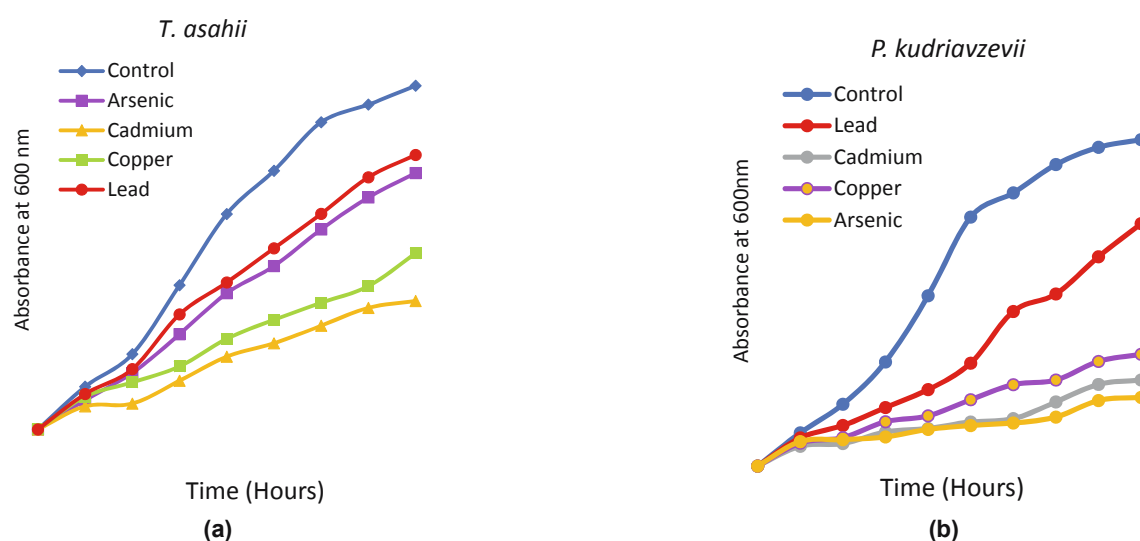 T. asahii
Control
Arsenic
Cadmium
Copper
Lead
Absorbance at 600 nm
Time (Hours)
(a)
P. kudriavzevii
Control
Lead
Cadmium
Copper
Arsenic
Absorbance at 600nm
Time (Hours)
(b)